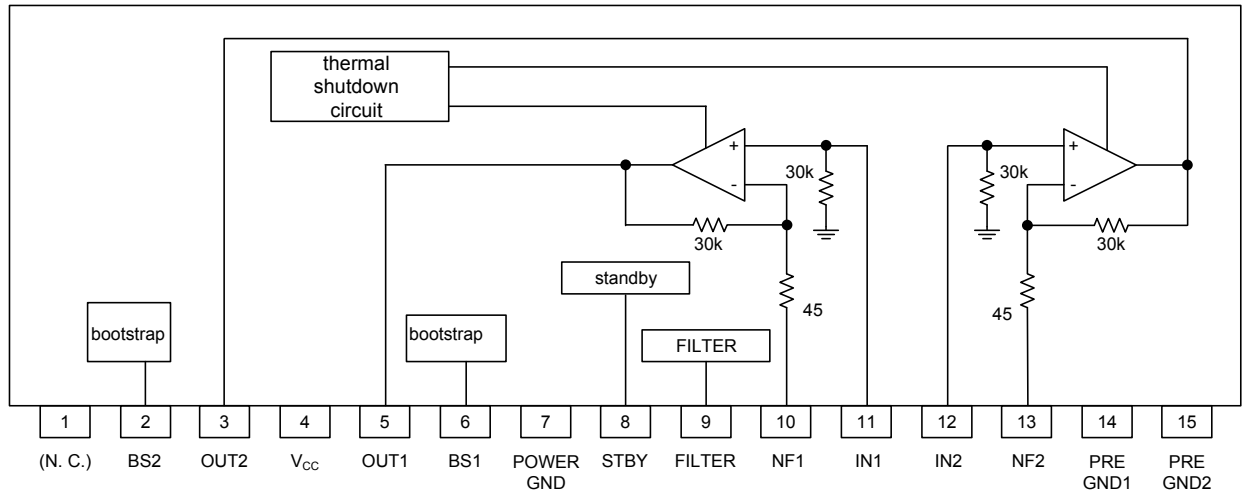 thermal
shutdown
circuit
+
-
30k
30k
45
+
-
30k
30k
45
standby
bootstrap
bootstrap
FILTER
1
2
3
4
5
6
7
8
9
10
11
12
13
14
15
(N. C.)
BS2
OUT2
VCC
OUT1
BS1
POWER
GND
STBY
FILTER
NF1
IN1
IN2
NF2
PRE
GND1
PRE
GND2